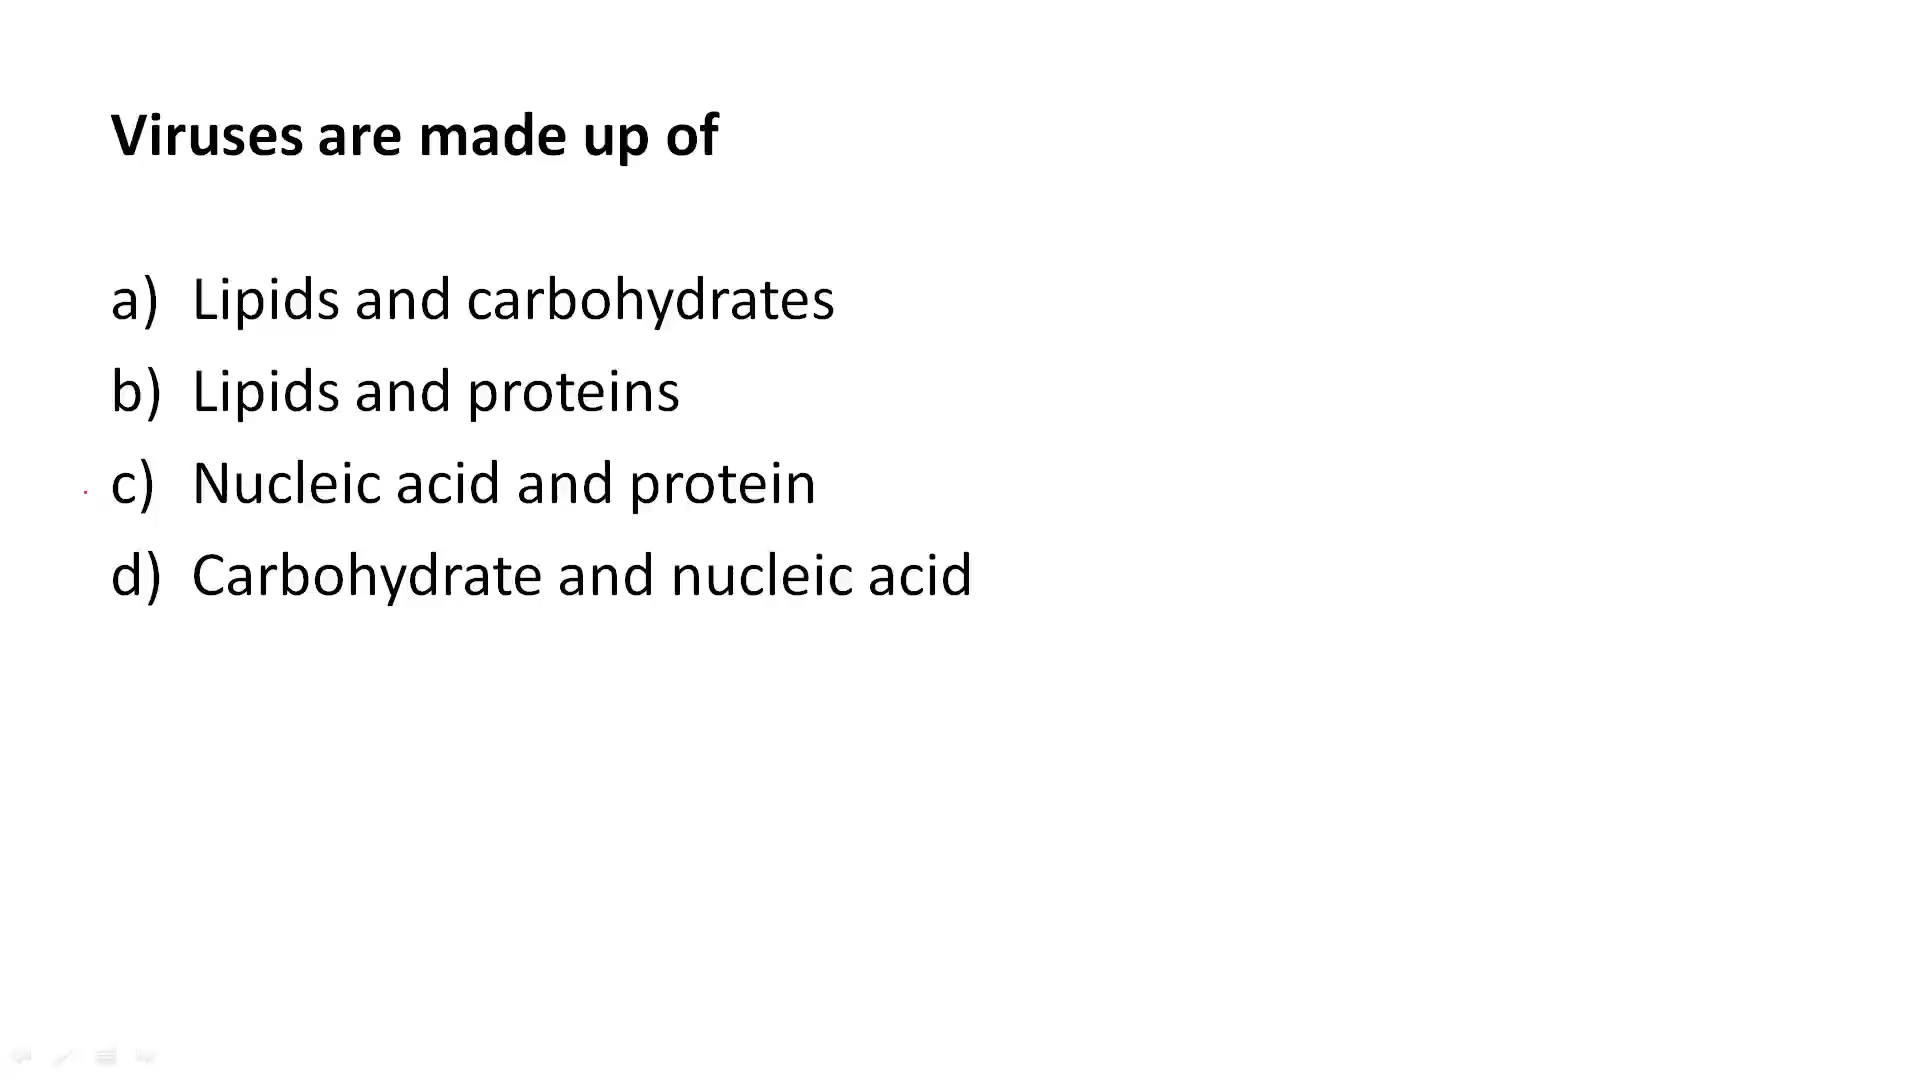 Viruses are made up of
a) Lipids and carbohydrates
b) Lipids and proteins
c) Nucleic acid and protein
d) Carbohydrate and nucleic acid